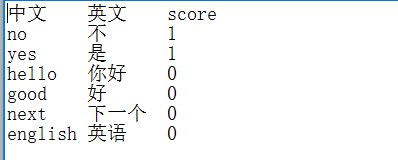 中文 英文 score
no 不 1
yes 是 1
hello 你好 0
good 好 0
next 下一个 0
english 英语 0